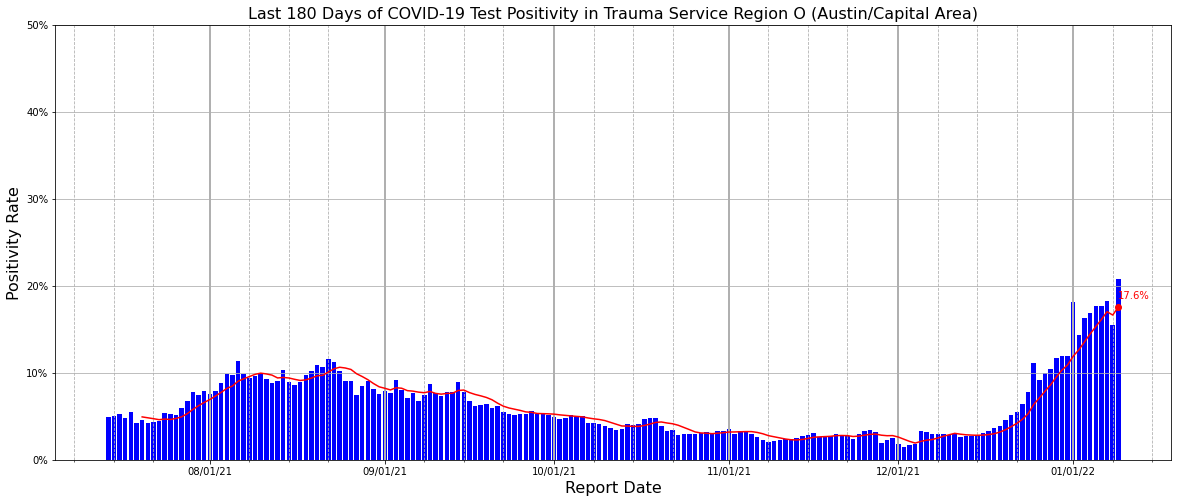 Last 180 Days of COVID-19 Test Positivity in Trauma Service Region O (Austin/Capital Area)
50%
40%
30%
20%
10%
0%
Positivity Rate
17.6%
08/01/21 09/01/21 10/01/21 11/01/21 12/01/21 01/01/22
Report Date